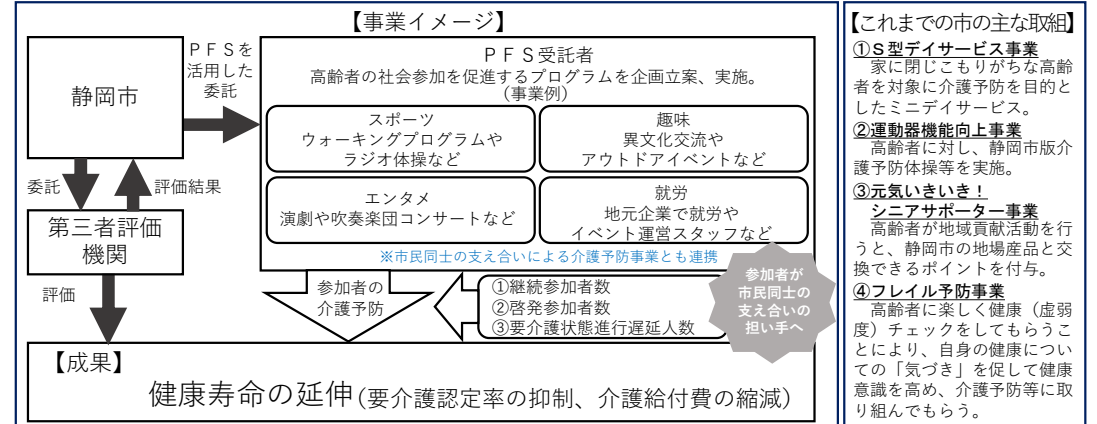 【事業イメージ】
静岡市
ＰＦＳを
活用した
委託
ＰＦＳ受託者
高齢者の社会参加を促進するプログラムを企画立案、実施。
（事業例）
スポーツ
ウォーキングプログラムや
ラジオ体操など
趣味
異文化交流や
アウトドアイベントなど
エンタメ
演劇や吹奏楽団コンサートなど
就労
地元企業で就労や
イベント運営スタッフなど
※市民同士の支え合いによる介護予防事業とも連携
委託
評価結果
第三者評価
機関
評価
参加者の
介護予防
①継続参加者数
②啓発参加者数
③要介護状態進行遅延人数
参加者が
市民同士の
支え合いの
担い手へ
【成果】
健康寿命の延伸（要介護認定率の抑制、介護給付費の縮減）
【これまでの市の主な取組】
①Ｓ型デイサービス事業
家に閉じこもりがちな高齢
者を対象に介護予防を目的と
したミニデイサービス。
②運動器機能向上事業
高齢者に対し、静岡市版介
護予防体操等を実施。
③元気いきいき！
シニアサポーター事業
高齢者が地域貢献活動を行
うと、静岡市の地場産品と交
換できるポイントを付与。
④フレイル予防事業
高齢者に楽しく健康（虚弱
度）チェックをしてもらうこ
とにより、自身の健康につい
ての「気づき」を促して健康
意識を高め、介護予防等に取
り組んでもらう。